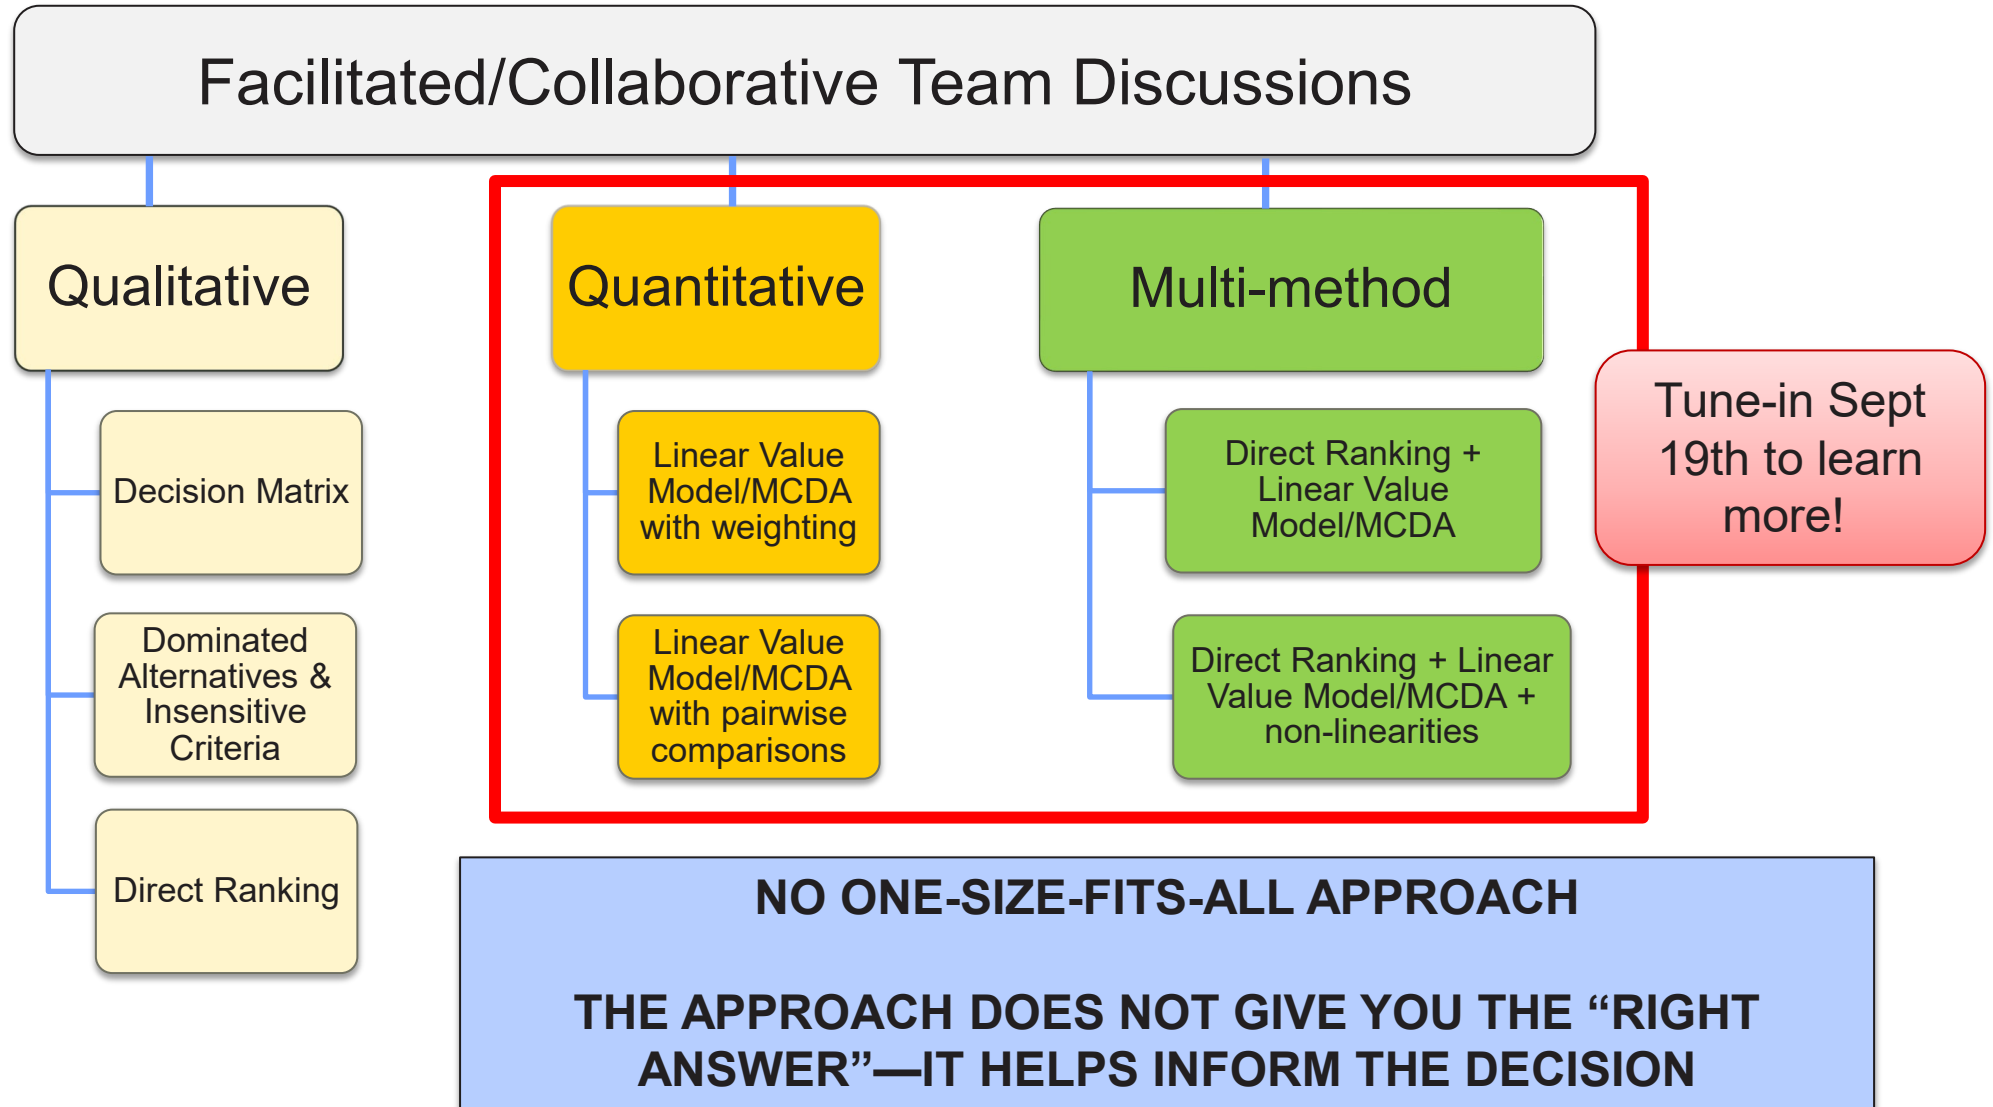 Facilitated/Collaborative Team Discussions
Qualitative
Decision Matrix
Dominated
Alternatives &
Insensitive
Criteria
Direct Ranking
Quantitative
Linear Value
Model/MCDA
with weighting
Linear Value
Model/MCDA
with pairwise
comparisons
Multi-method
Direct Ranking +
Linear Value
Model/MCDA
Direct Ranking + Linear
Value Model/MCDA +
non-linearities
Tune-in Sept
19th to learn
more!
NO ONE-SIZE-FITS-ALL APPROACH
THE APPROACH DOES NOT GIVE YOU THE “RIGHT
ANSWER”—IT HELPS INFORM THE DECISION